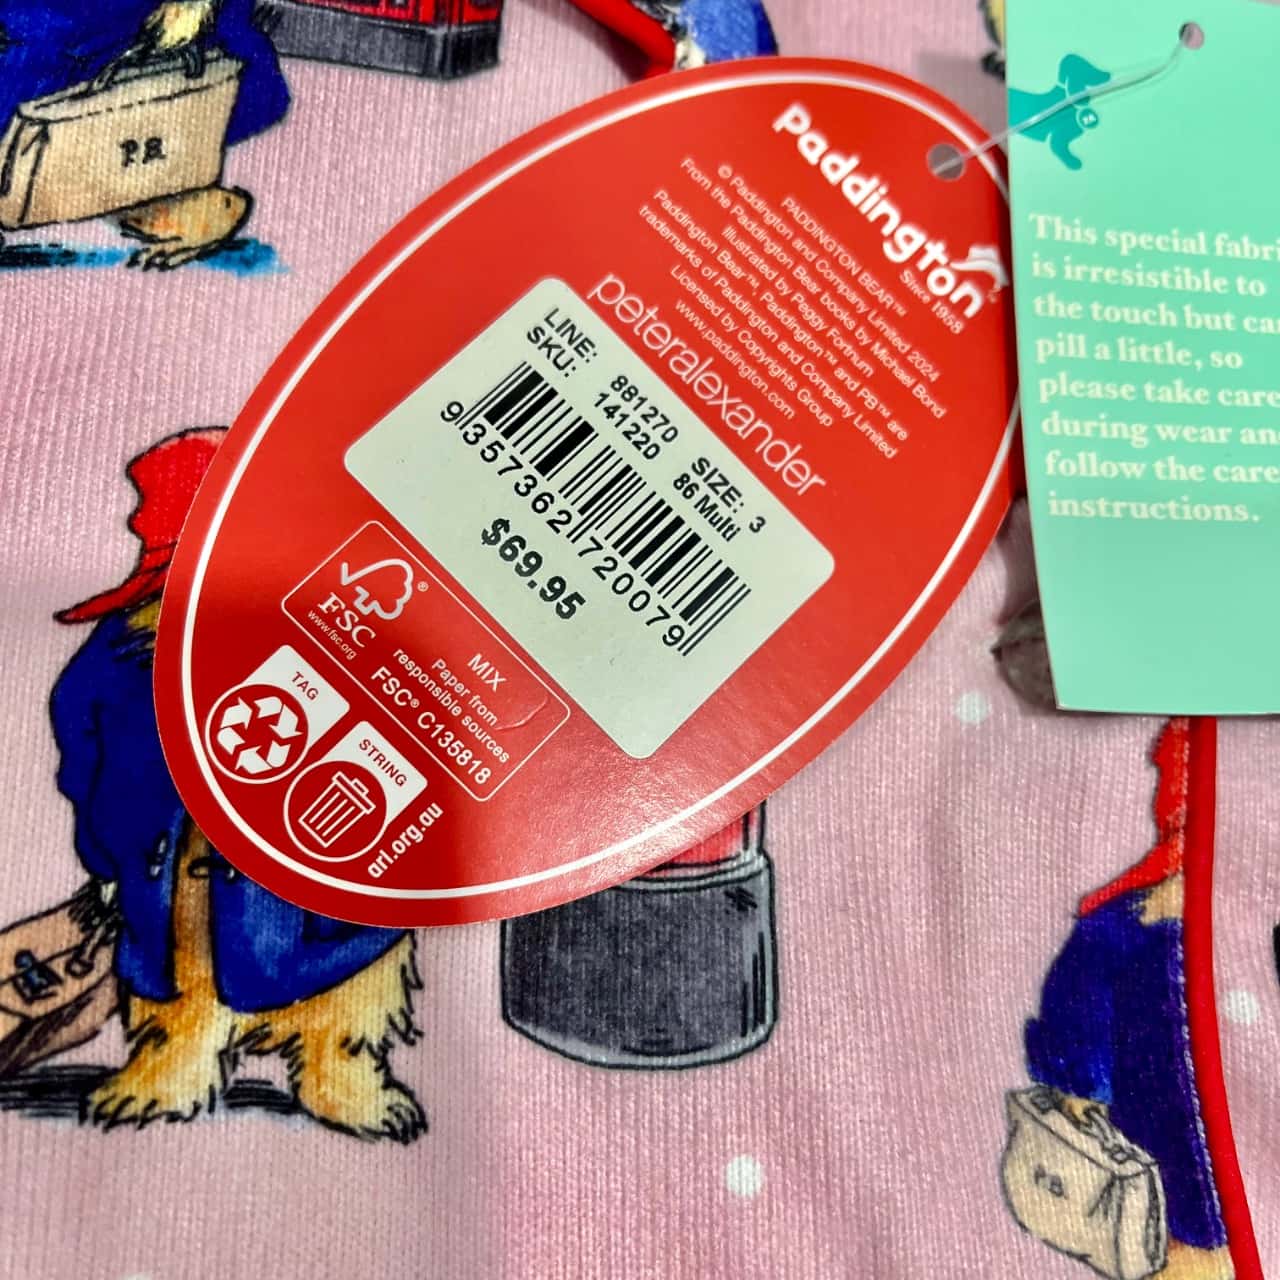 Paddington
Since 1958
PADDINGTON BEAR™
© Paddington and Company Limited 2024
From the Paddington Bear books by Michael Bond
Illustrated by Peggy Fortnum
Paddington Bear™, Paddington™ and PB™ are
trademarks of Paddington and Company Limited
Licensed by Copyrights Group
www.paddington.com
peteralexander
LINE: 881270 SIZE: 3
SKU: 141220 86 Multi
9 357362 720079
$69.95
FSC®
www.fsc.org
MIX
Paper from
responsible sources
FSC® C135818
TAG
STRING
arl.org.au
This special fabri
is irresistible to
the touch but ca
pill a little, so
please take care
during wear an
follow the care
instructions.
P.B.
P.B